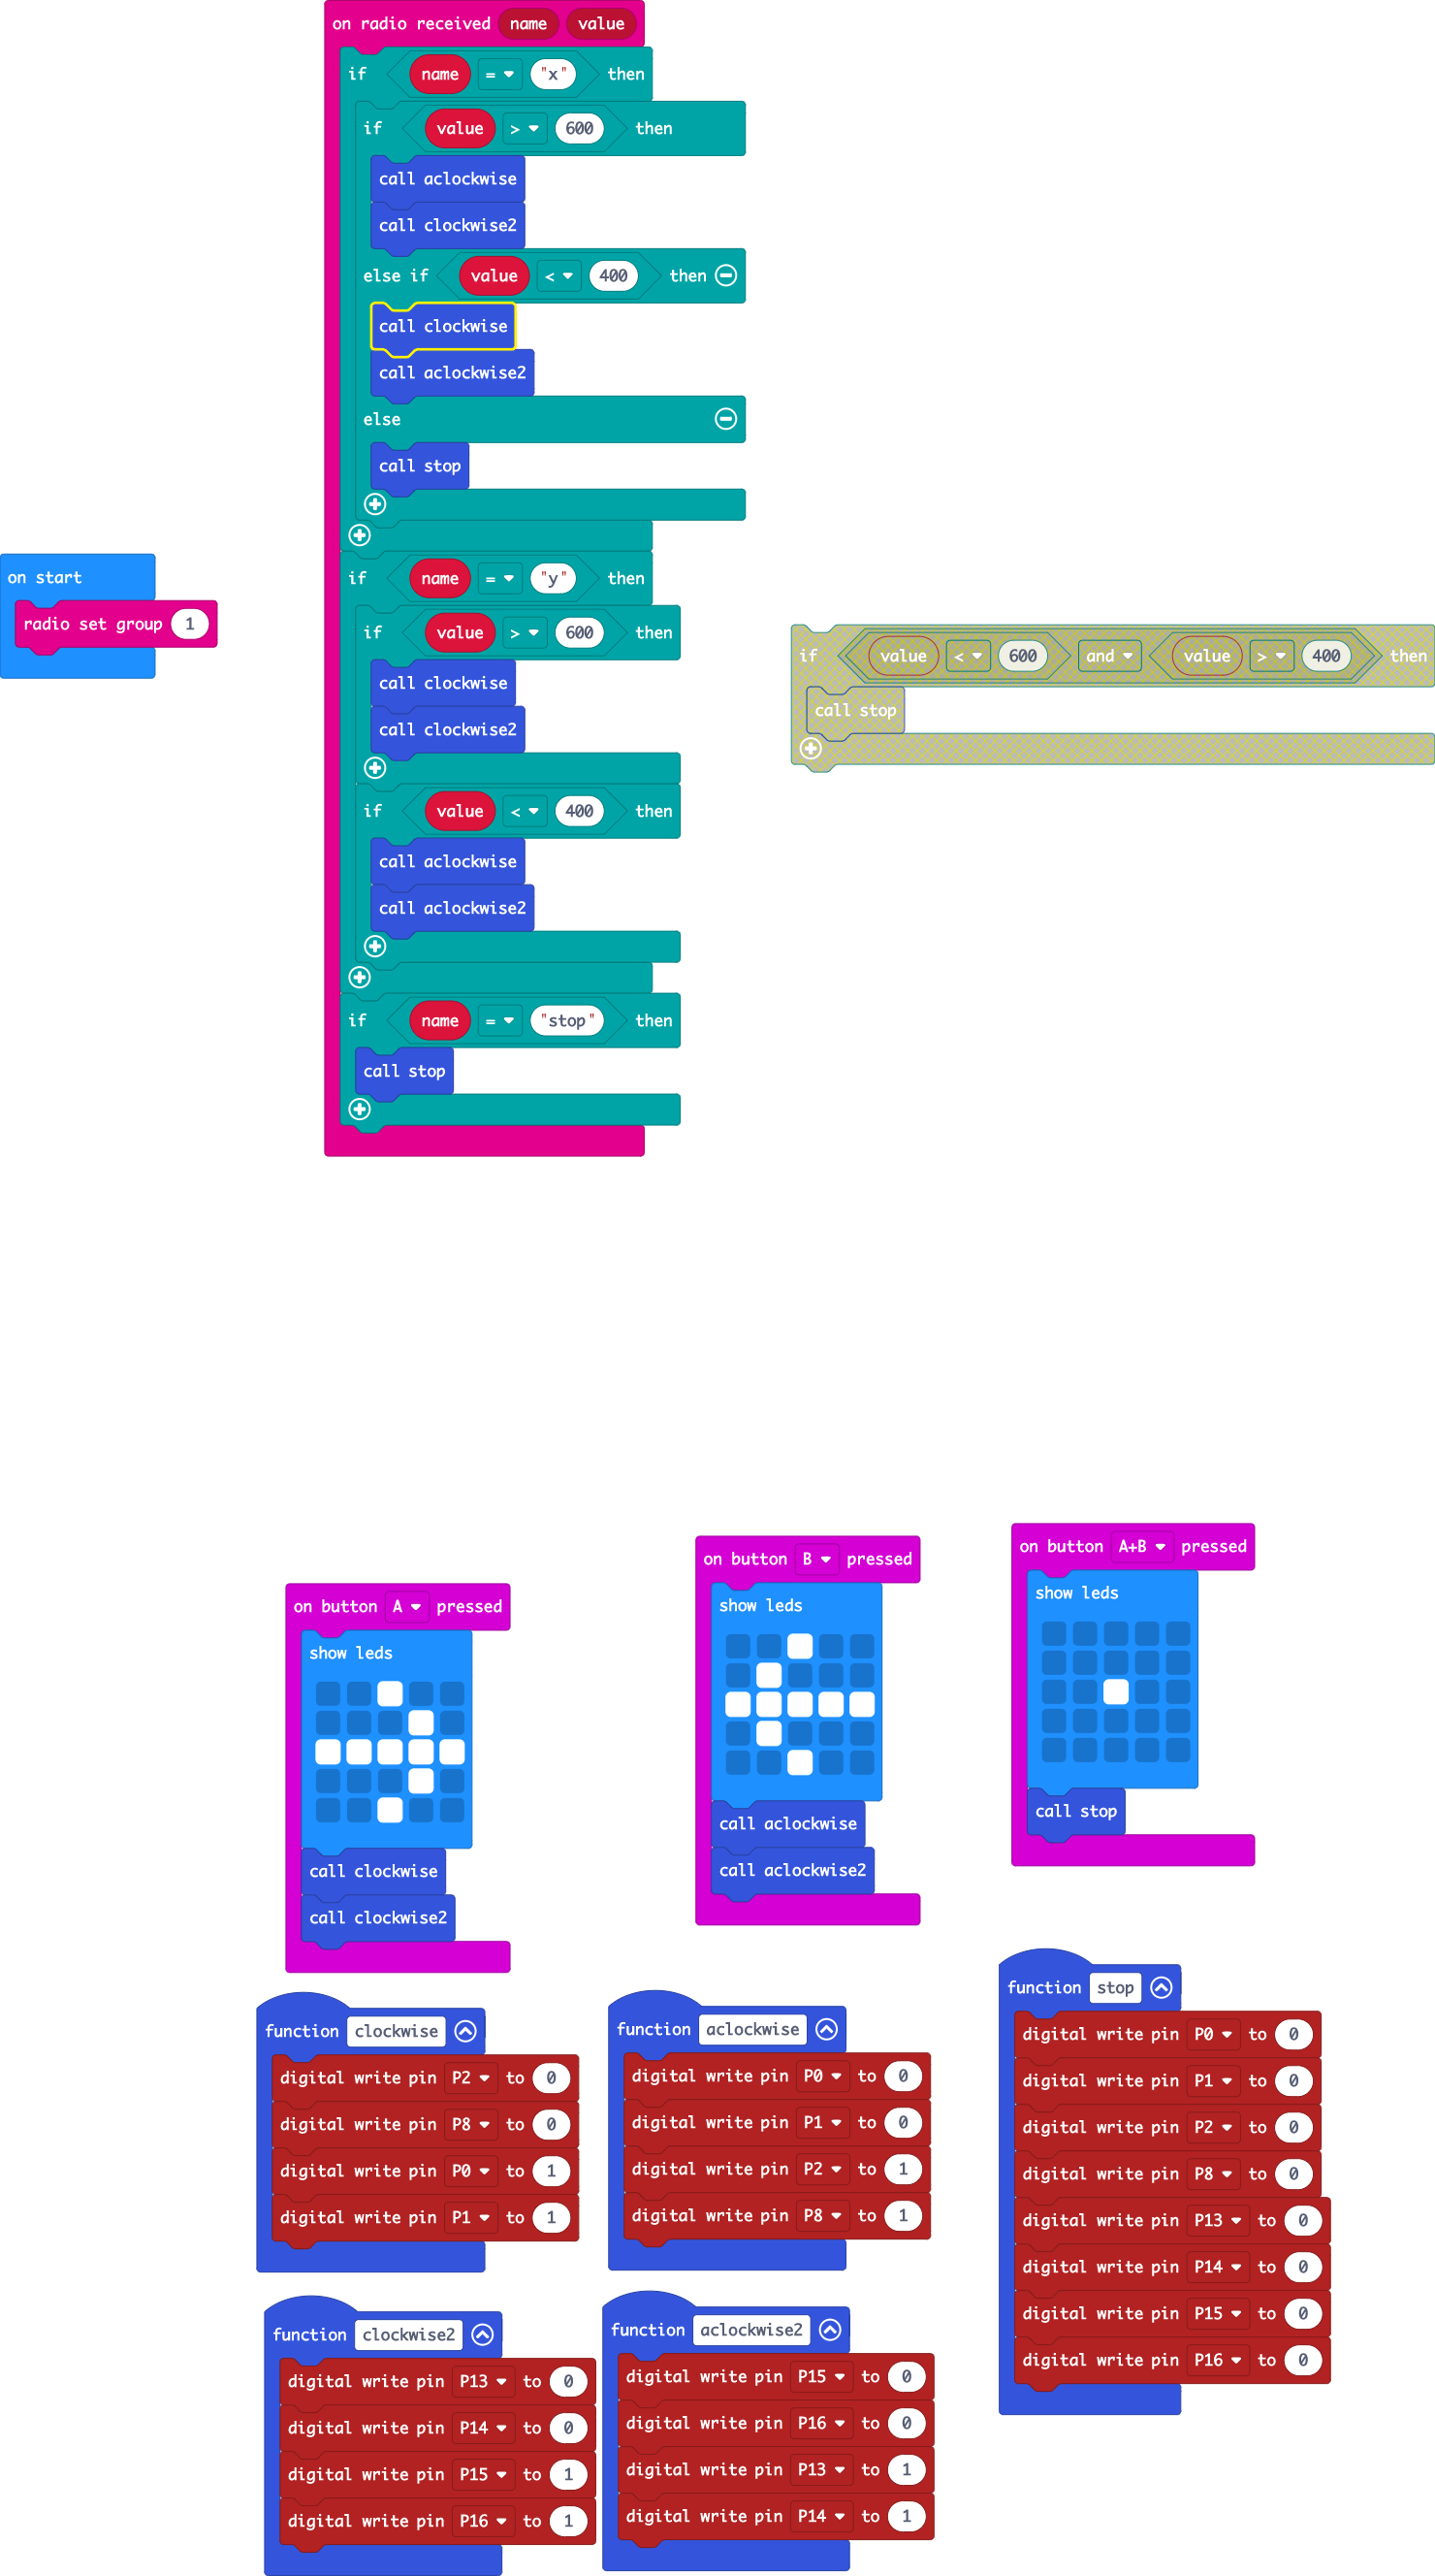 on radio received name value
if name = "x" then
if value > 600 then
call aclockwise
call clockwise2
else if value < 400 then
call clockwise
call aclockwise2
else
call stop
if name = "y" then
if value > 600 then
call clockwise
call clockwise2
if value < 400 then
call aclockwise
call aclockwise2
if name = "stop" then
call stop
on start
radio set group 1
if value < 600 and value > 400 then
call stop
on button A pressed
show leds
call clockwise
call clockwise2
on button B pressed
show leds
call aclockwise
call aclockwise2
on button A+B pressed
show leds
call stop
function clockwise
digital write pin P2 to 0
digital write pin P8 to 0
digital write pin P0 to 1
digital write pin P1 to 1
function aclockwise
digital write pin P0 to 0
digital write pin P1 to 0
digital write pin P2 to 1
digital write pin P8 to 1
function stop
digital write pin P0 to 0
digital write pin P1 to 0
digital write pin P2 to 0
digital write pin P8 to 0
digital write pin P13 to 0
digital write pin P14 to 0
digital write pin P15 to 0
digital write pin P16 to 0
function clockwise2
digital write pin P13 to 0
digital write pin P14 to 0
digital write pin P15 to 1
digital write pin P16 to 1
function aclockwise2
digital write pin P15 to 0
digital write pin P16 to 0
digital write pin P13 to 1
digital write pin P14 to 1